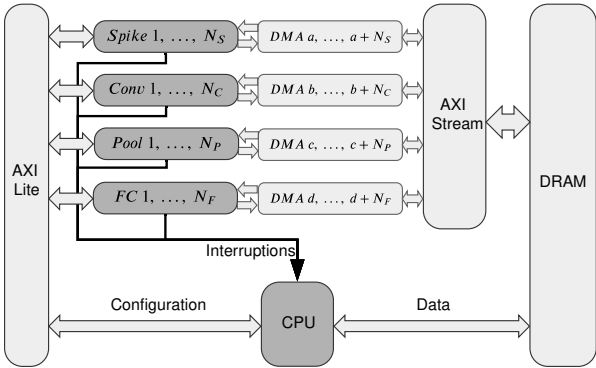 Spike 1, …, N_S
DMA a, …, a + N_S
Conv 1, …, N_C
DMA b, …, b + N_C
AXI
Stream
Pool 1, …, N_P
DMA c, …, c + N_P
AXI
Lite
DRAM
FC 1, …, N_F
DMA d, …, d + N_F
Interruptions
Configuration
CPU
Data